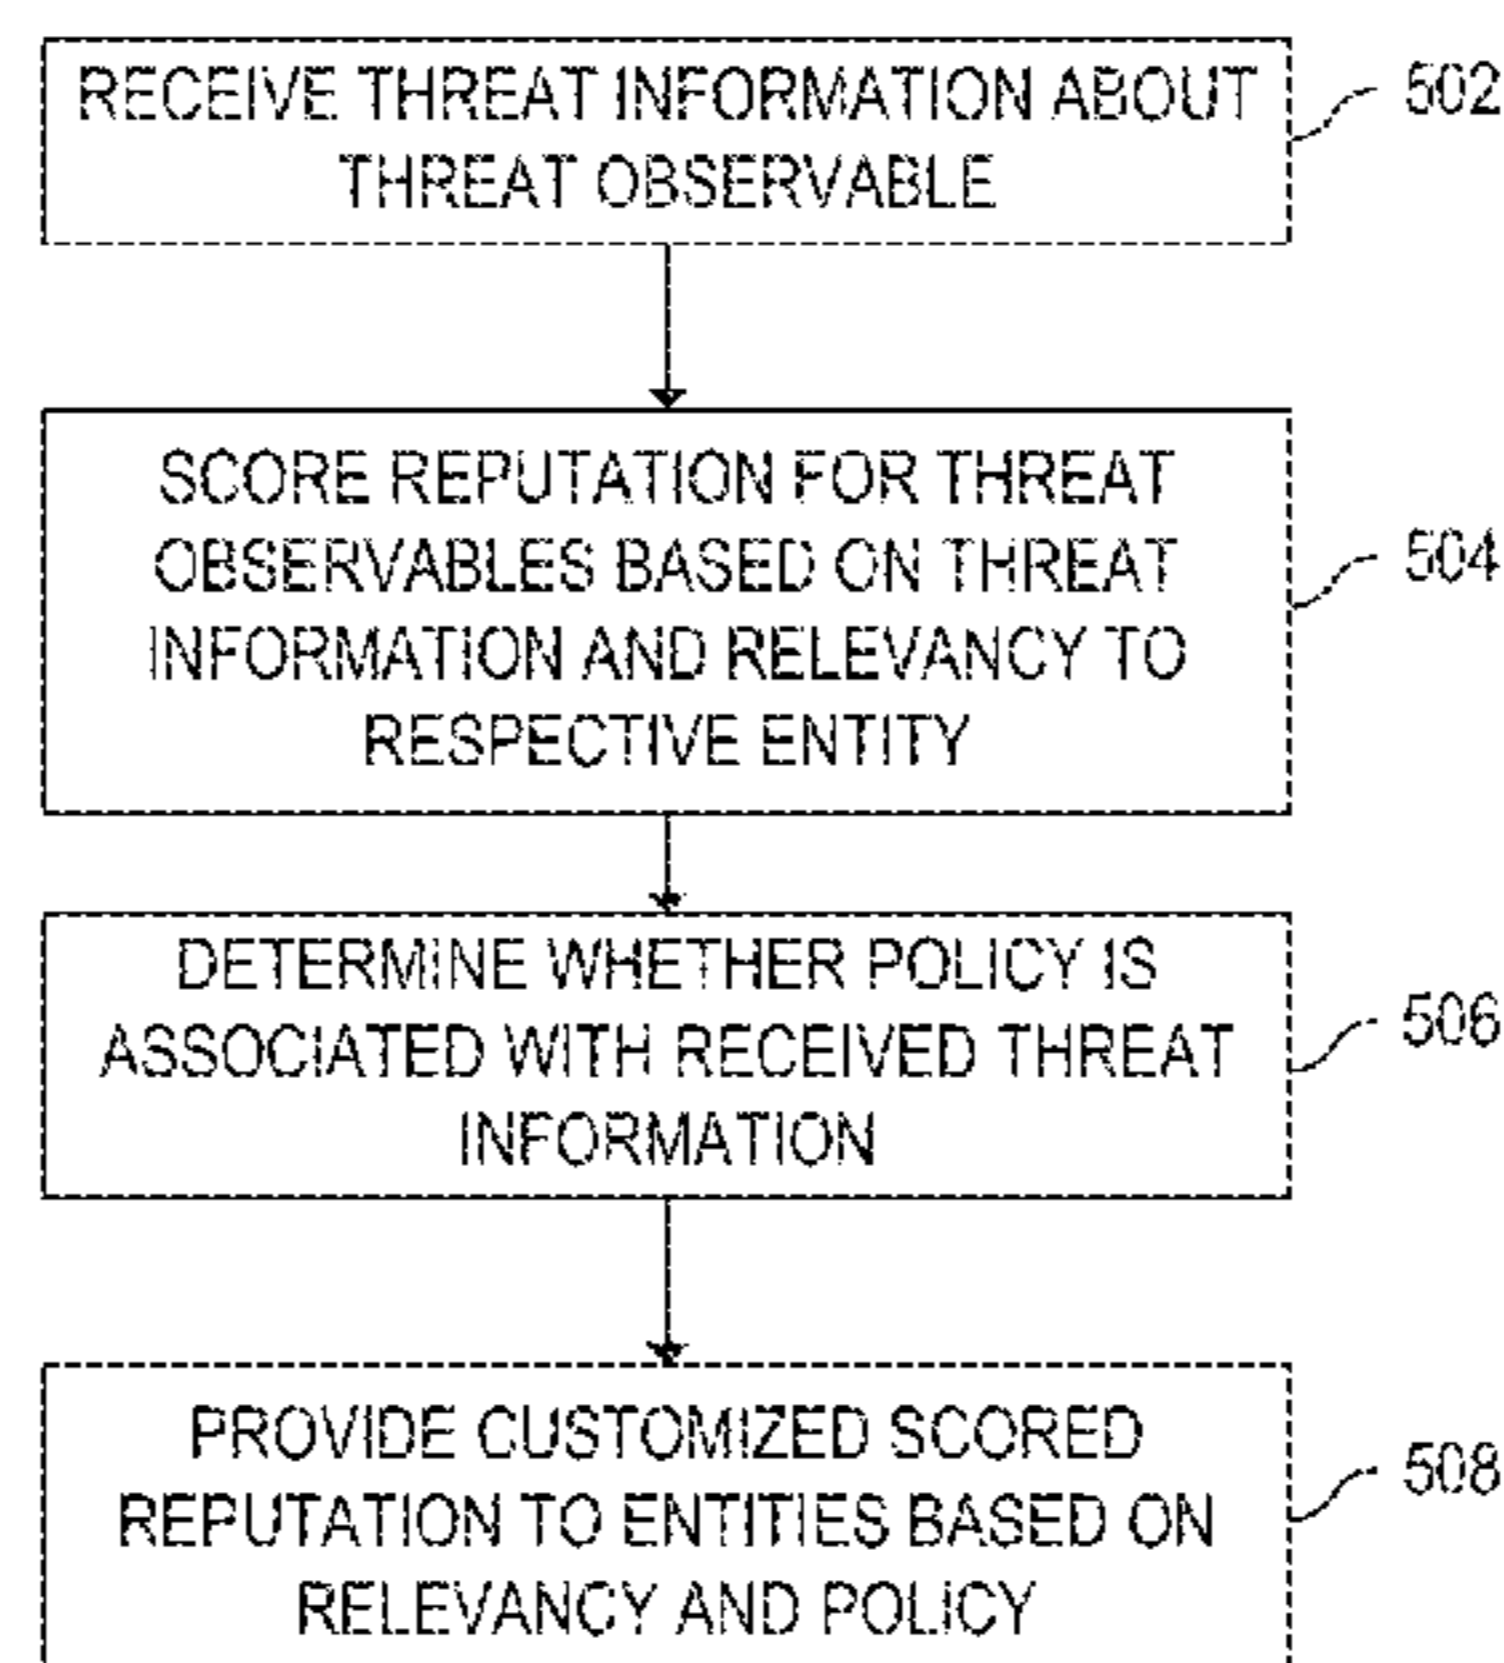 RECEIVE THREAT INFORMATION ABOUT
THREAT OBSERVABLE
502
SCORE REPUTATION FOR THREAT
OBSERVABLES BASED ON THREAT
INFORMATION AND RELEVANCY TO
RESPECTIVE ENTITY
504
DETERMINE WHETHER POLICY IS
ASSOCIATED WITH RECEIVED THREAT
INFORMATION
506
PROVIDE CUSTOMIZED SCORED
REPUTATION TO ENTITIES BASED ON
RELEVANCY AND POLICY
508